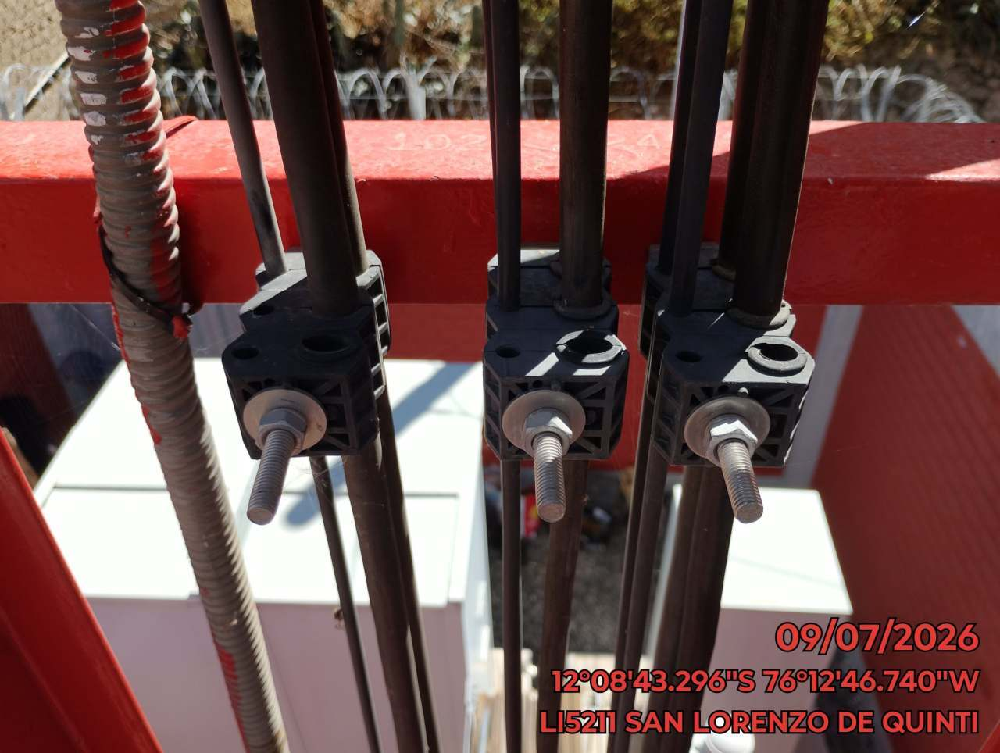 09/07/2026
12°08'43.296"S 76°12'46.740"W
LI5211 SAN LORENZO DE QUINTI